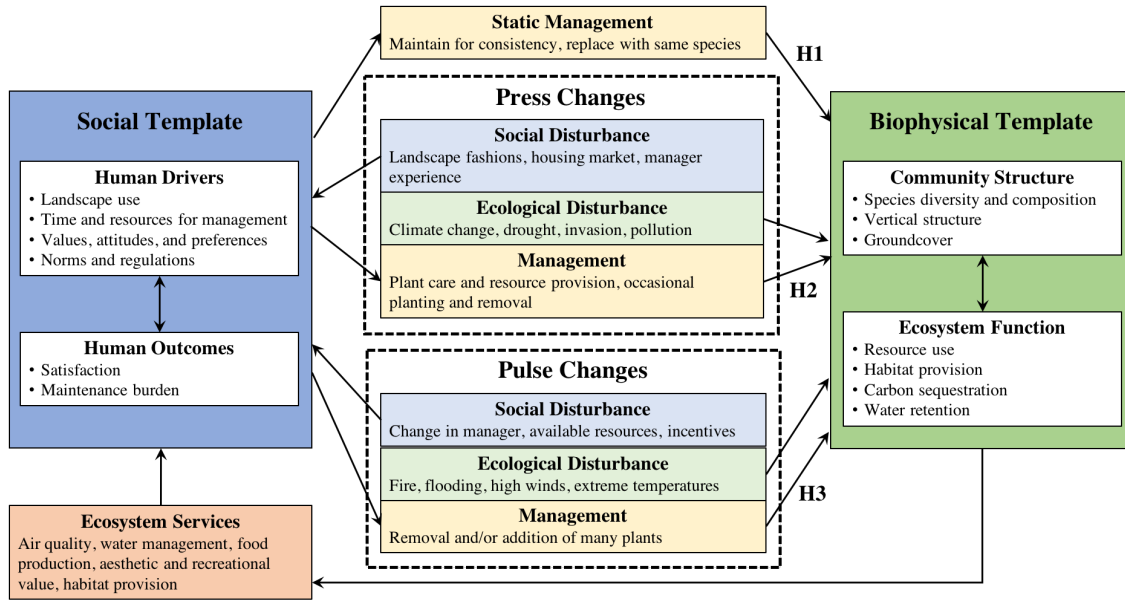 Static Management
Maintain for consistency, replace with same species
H1
Social Template
Human Drivers
• Landscape use
• Time and resources for management
• Values, attitudes, and preferences
• Norms and regulations
Human Outcomes
• Satisfaction
• Maintenance burden
Press Changes
Social Disturbance
Landscape fashions, housing market, manager
experience
Ecological Disturbance
Climate change, drought, invasion, pollution
Management
Plant care and resource provision, occasional
planting and removal
H2
Pulse Changes
Social Disturbance
Change in manager, available resources, incentives
Ecological Disturbance
Fire, flooding, high winds, extreme temperatures
Management
Removal and/or addition of many plants
H3
Biophysical Template
Community Structure
• Species diversity and composition
• Vertical structure
• Groundcover
Ecosystem Function
• Resource use
• Habitat provision
• Carbon sequestration
• Water retention
Ecosystem Services
Air quality, water management, food
production, aesthetic and recreational
value, habitat provision